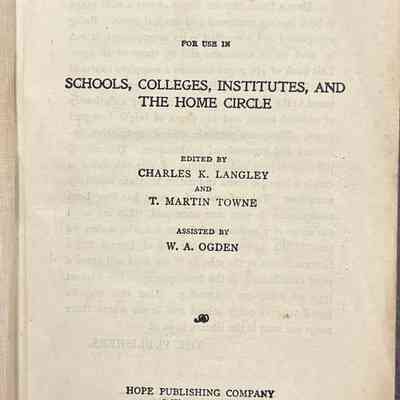 FOR USE IN
SCHOOLS, COLLEGES, INSTITUTES, AND
THE HOME CIRCLE
EDITED BY
CHARLES K. LANGLEY
AND
T. MARTIN TOWNE
ASSISTED BY
W. A. OGDEN
HOPE PUBLISHING COMPANY